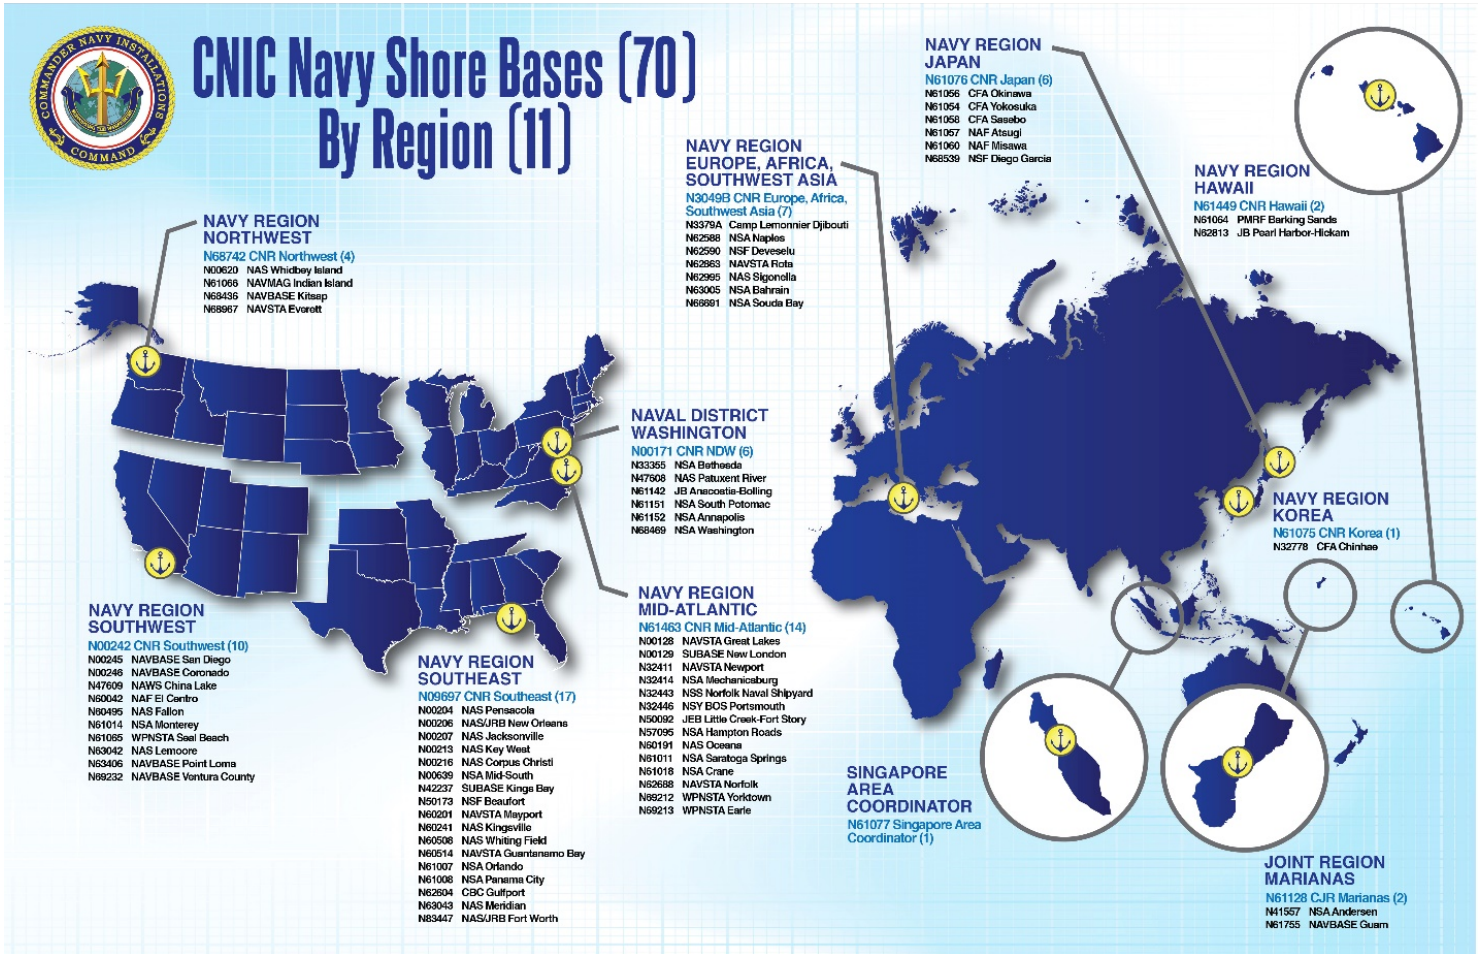 COMMANDER NAVY INSTALLATIONS
COMMAND
CNIC Navy Shore Bases (70)
By Region (11)
NAVY REGION
NORTHWEST
N68742 CNR Northwest (4)
N00620 NAS Whidbey Island
N61066 NAVMAG Indian Island
N68436 NAVBASE Kitsap
N68967 NAVSTA Everett
NAVY REGION
SOUTHWEST
N00242 CNR Southwest (10)
N00245 NAVBASE San Diego
N00246 NAVBASE Coronado
N47609 NAWS China Lake
N60042 NAF El Centro
N60495 NAS Fallon
N61014 NSA Monterey
N61065 WPNSTA Seal Beach
N63042 NAS Lemoore
N63406 NAVBASE Point Loma
N69232 NAVBASE Ventura County
NAVY REGION
SOUTHEAST
N09697 CNR Southeast (17)
N00204 NAS Pensacola
N00206 NAS/JRB New Orleans
N00207 NAS Jacksonville
N00213 NAS Key West
N00216 NAS Corpus Christi
N00639 NSA Mid-South
N42237 SUBASE Kings Bay
N50173 NSF Beaufort
N60201 NAVSTA Mayport
N60241 NAS Kingsville
N60508 NAS Whiting Field
N60514 NAVSTA Guantanamo Bay
N61007 NSA Orlando
N61008 NSA Panama City
N62604 CBC Gulfport
N63043 NAS Meridian
N83447 NAS/JRB Fort Worth
NAVAL DISTRICT
WASHINGTON
N00171 CNR NDW (6)
N33355 NSA Bethesda
N47608 NAS Patuxent River
N61142 JB Anacostia-Bolling
N61151 NSA South Potomac
N61152 NSA Annapolis
N68469 NSA Washington
NAVY REGION
MID-ATLANTIC
N61463 CNR Mid-Atlantic (14)
N00128 NAVSTA Great Lakes
N00129 SUBASE New London
N32411 NAVSTA Newport
N32414 NSA Mechanicsburg
N32443 NSS Norfolk Naval Shipyard
N32446 NSY BOS Portsmouth
N50092 JEB Little Creek-Fort Story
N57095 NSA Hampton Roads
N60191 NAS Oceana
N61011 NSA Saratoga Springs
N61018 NSA Crane
N62688 NAVSTA Norfolk
N69212 WPNSTA Yorktown
N69213 WPNSTA Earle
NAVY REGION
EUROPE, AFRICA,
SOUTHWEST ASIA
N3049B CNR Europe, Africa,
Southwest Asia (7)
N3379A Camp Lemonnier Djibouti
N62588 NSA Naples
N62590 NSF Deveselu
N62863 NAVSTA Rota
N62995 NAS Sigonella
N63005 NSA Bahrain
N66691 NSA Souda Bay
NAVY REGION
JAPAN
N61076 CNR Japan (6)
N61056 CFA Okinawa
N61054 CFA Yokosuka
N61058 CFA Sasebo
N61057 NAF Atsugi
N61060 NAF Misawa
N68539 NSF Diego Garcia
NAVY REGION
HAWAII
N61449 CNR Hawaii (2)
N61064 PMRF Barking Sands
N62813 JB Pearl Harbor-Hickam
NAVY REGION
KOREA
N61075 CNR Korea (1)
N32778 CFA Chinhae
SINGAPORE
AREA
COORDINATOR
N61077 Singapore Area
Coordinator (1)
JOINT REGION
MARIANAS
N61128 CJR Marianas (2)
N41557 NSA Andersen
N61755 NAVBASE Guam